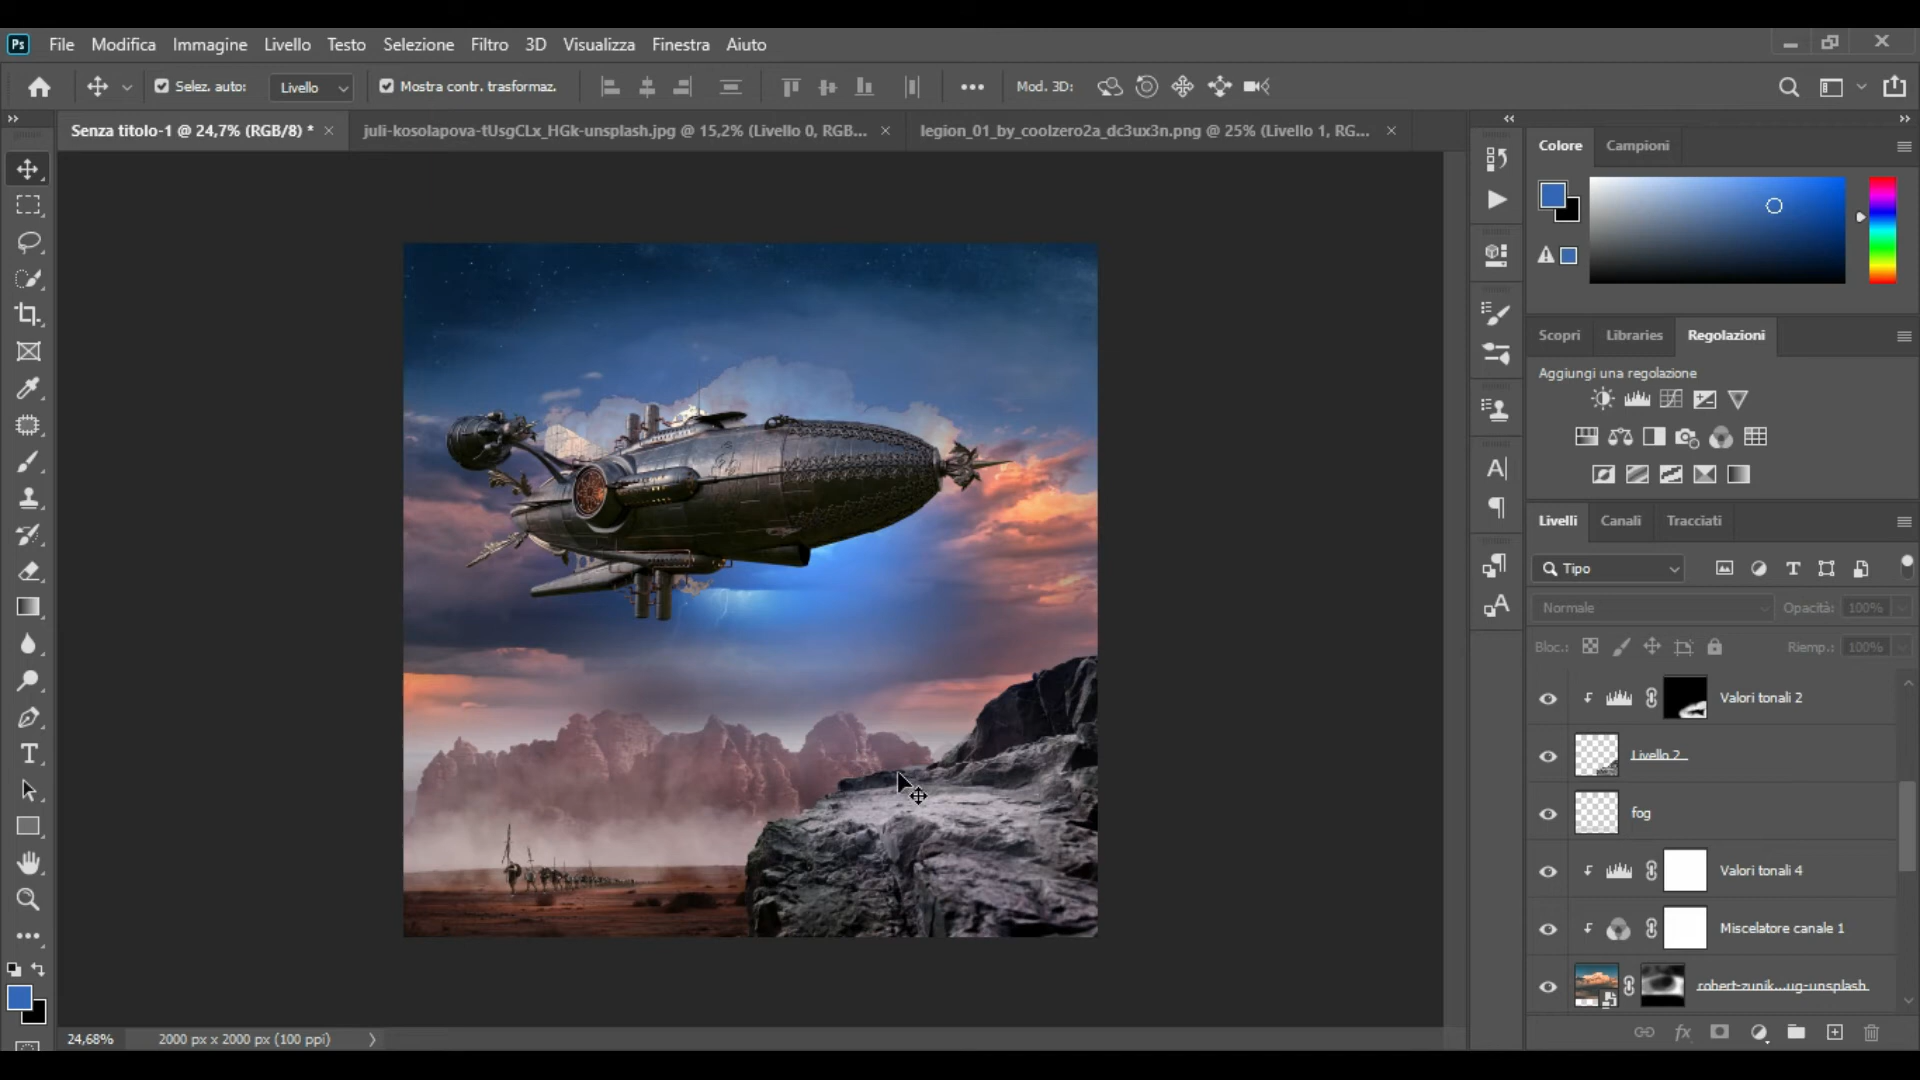 Ps File Modifica Immagine Livello Testo Selezione Filtro 3D Visualizza Finestra Aiuto
Selez. auto: Livello Mostra contr. trasformaz. Mod. 3D:
Senza titolo-1 @ 24,7% (RGB/8) * juli-kosolapova-tUsgCLx_HGk-unsplash.jpg @ 15,2% (Livello 0, RGB... legion_01_by_coolzero2a_dc3ux3n.png @ 25% (Livello 1, RG...
Colore Campioni
Scopri Libraries Regolazioni
Aggiungi una regolazione
Livelli Canali Tracciati
Tipo
Normale Opacità: 100%
Bloc.: Riemp.: 100%
Valori tonali 2
Livello 2
fog
Valori tonali 4
Miscelatore canale 1
robert-zunik...ug-unsplash
24,68% 2000 px x 2000 px (100 ppi)